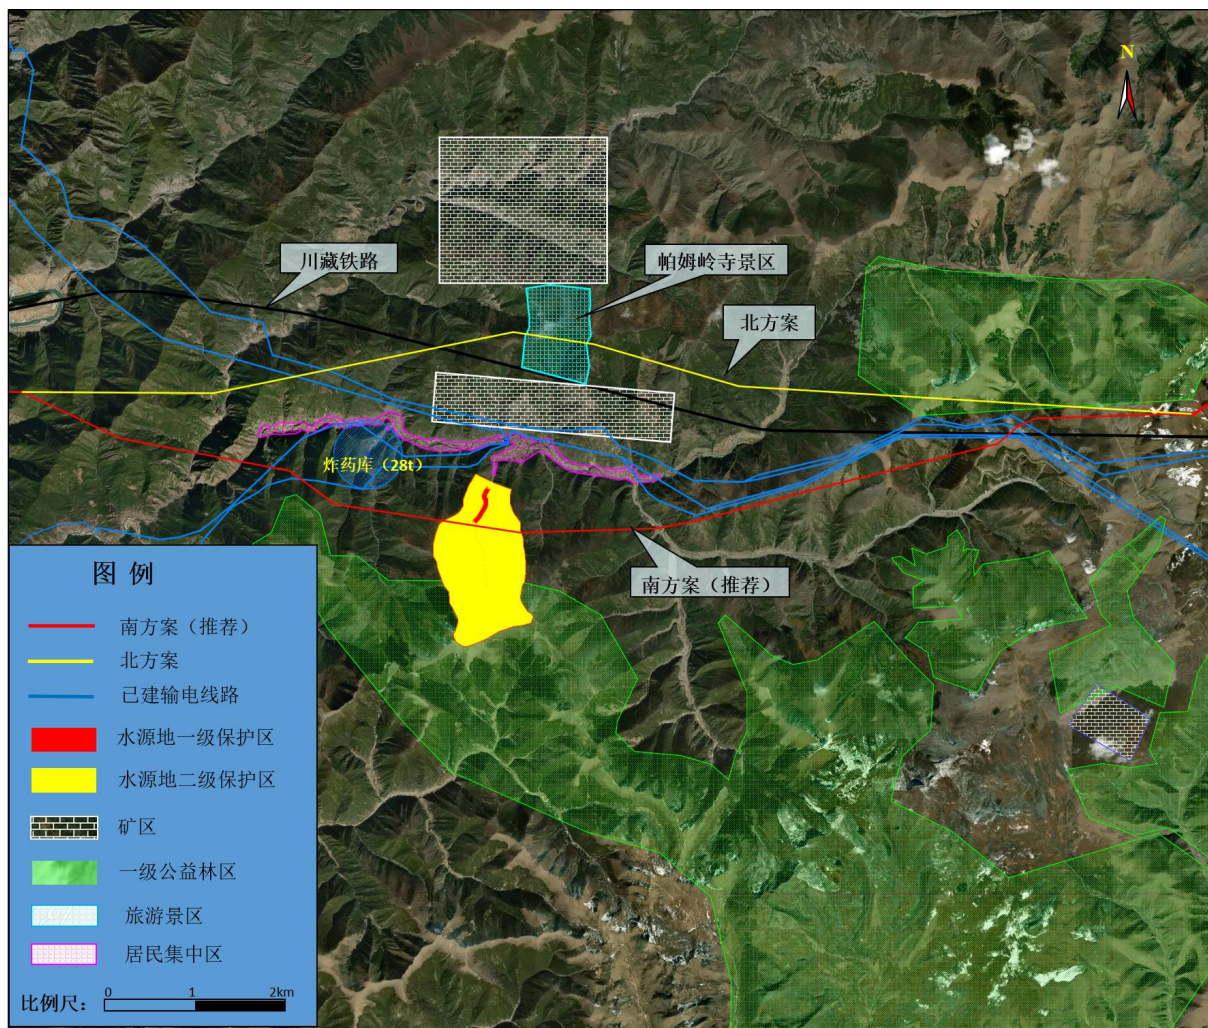 N
川藏铁路
帕姆岭寺景区
北方案
炸药库（28t）
南方案（推荐）
图 例
南方案（推荐）
北方案
已建输电线路
水源地一级保护区
水源地二级保护区
矿区
一级公益林区
旅游景区
居民集中区
比例尺：
0 1 2km